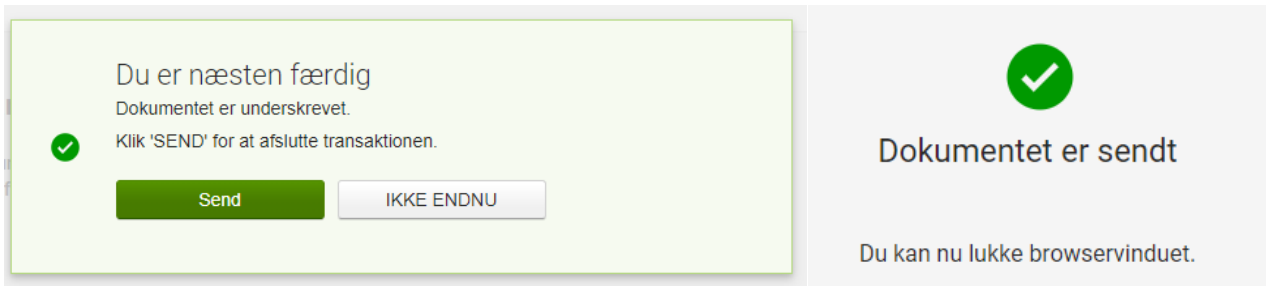 Du er næsten færdig
Dokumentet er underskrevet.
Klik 'SEND' for at afslutte transaktionen.
Send
IKKE ENDNU
Dokumentet er sendt
Du kan nu lukke browservinduet.